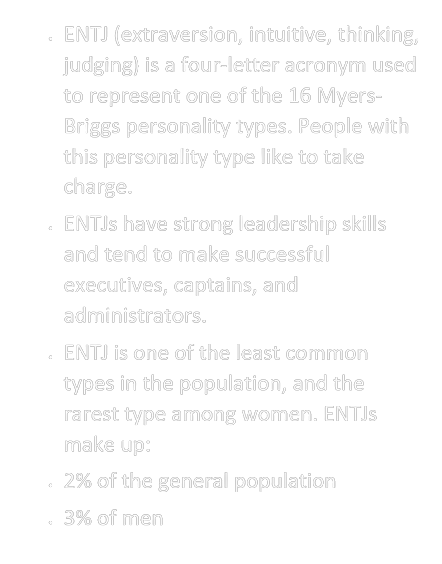 • ENTJ (extraversion, intuitive, thinking,
judging) is a four-letter acronym used
to represent one of the 16 Myers-
Briggs personality types. People with
this personality type like to take
charge.
• ENTJs have strong leadership skills
and tend to make successful
executives, captains, and
administrators.
• ENTJ is one of the least common
types in the population, and the
rarest type among women. ENTJs
make up:
• 2% of the general population
• 3% of men